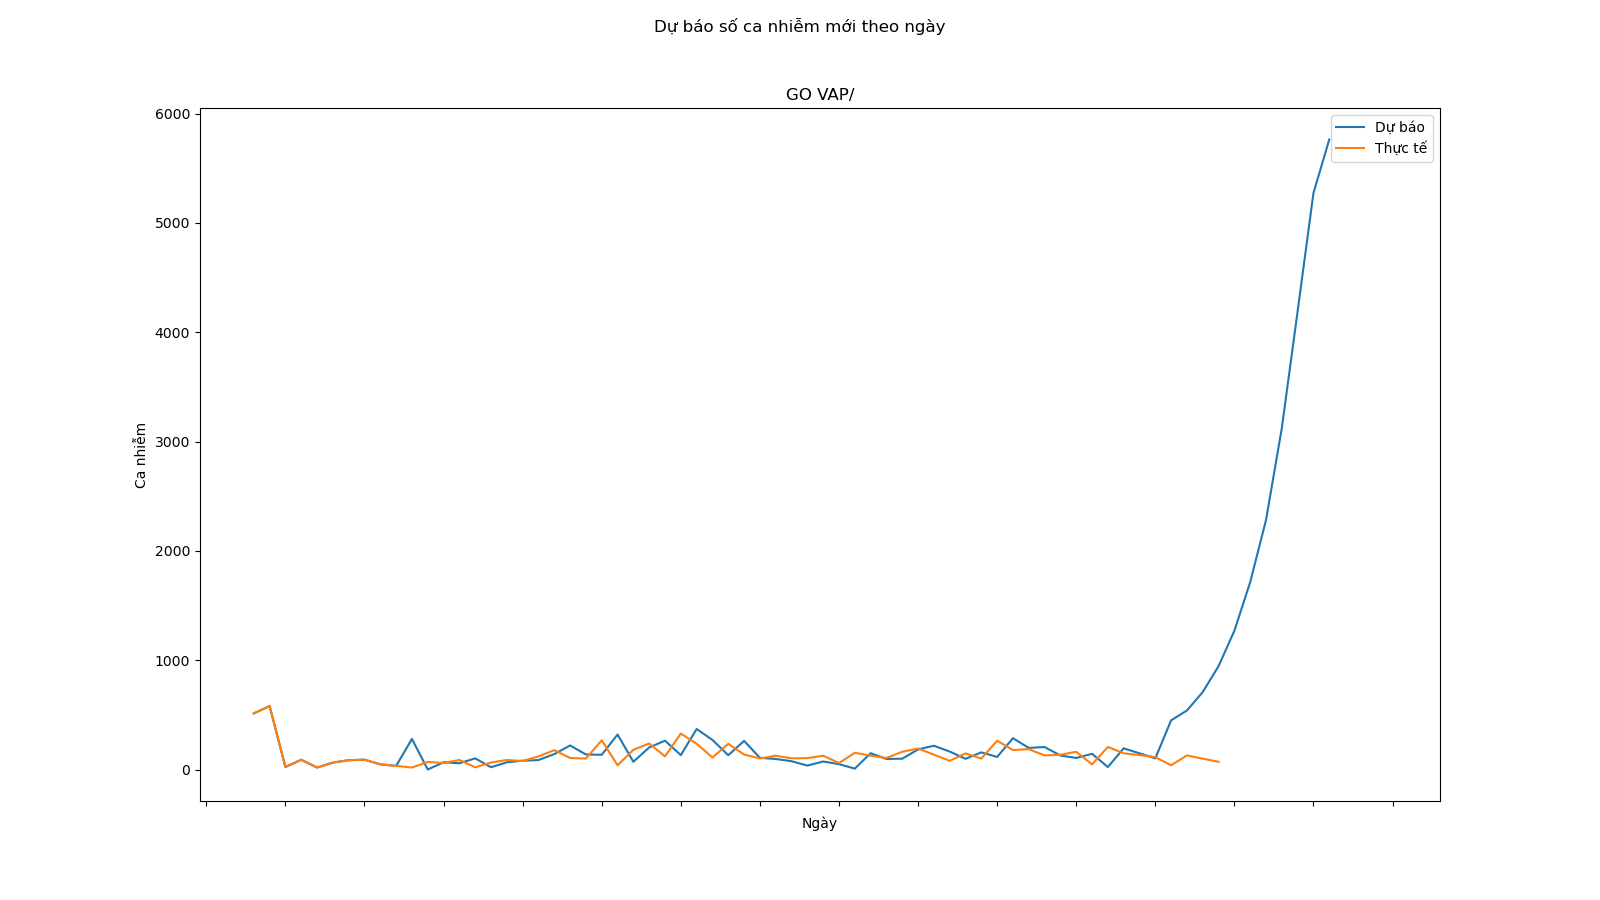 Dự báo số ca nhiễm mới theo ngày
GO VAP/
6000
5000
4000
3000
2000
1000
0
Ca nhiễm
Dự báo
Thực tế
Ngày